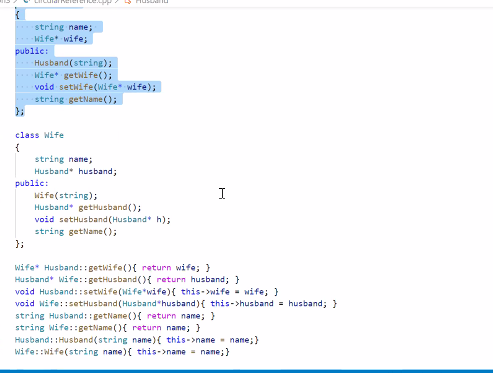 CircularReference.cpp > Husband
{
string name;
Wife* wife;
public:
Husband(string);
Wife* getWife();
void setWife(Wife* wife);
string getName();
};
class Wife
{
string name;
Husband* husband;
public:
Wife(string);
Husband* getHusband();
void setHusband(Husband* h);
string getName();
};
Wife* Husband::getWife(){ return wife; }
Husband* Wife::getHusband(){ return husband; }
void Husband::setWife(Wife*wife){ this->wife = wife; }
void Wife::setHusband(Husband*husband){ this->husband = husband; }
string Husband::getName(){ return name; }
string Wife::getName(){ return name; }
Husband::Husband(string name){ this->name = name;}
Wife::Wife(string name){ this->name = name;}